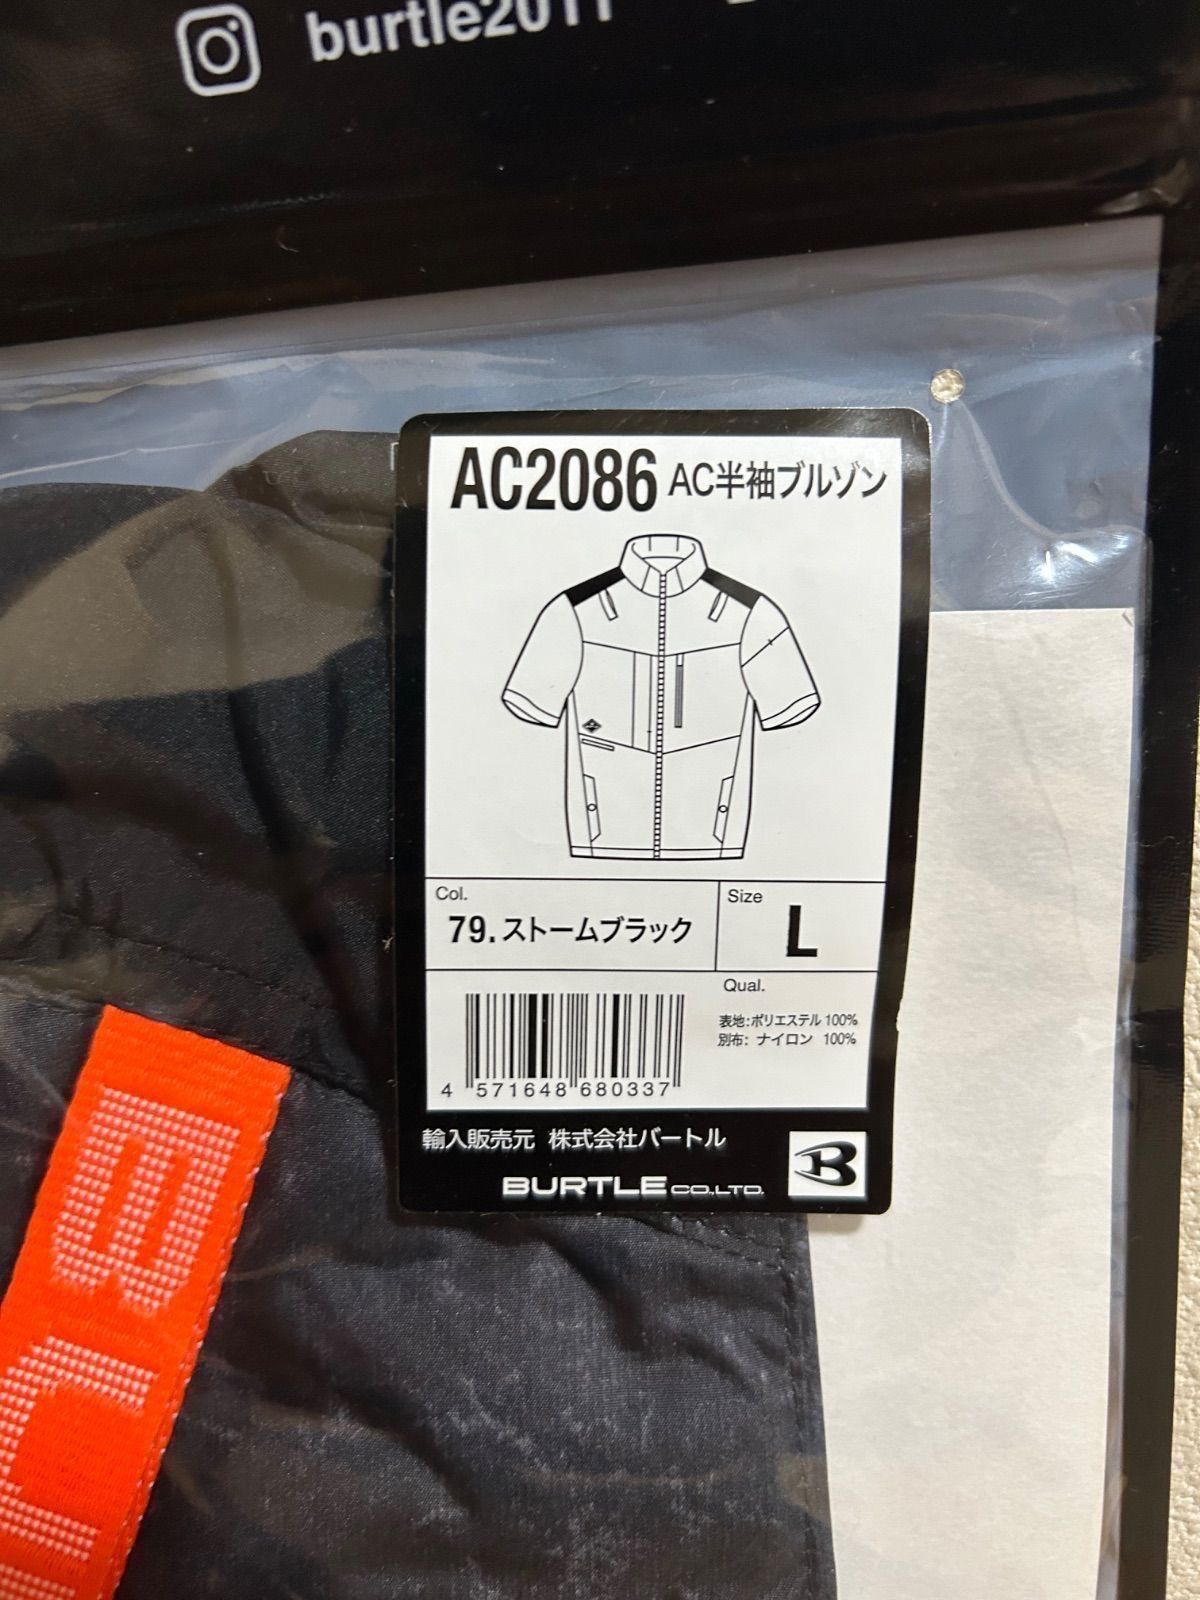 burtle2011
AC2086 AC半袖ブルゾン
Col.
79.ストームブラック
Size
L
Qual.
表地:ポリエステル 100%
別布: ナイロン 100%
4 571648 680337
輸入販売元 株式会社バートル
BURTLE CO.,LTD.